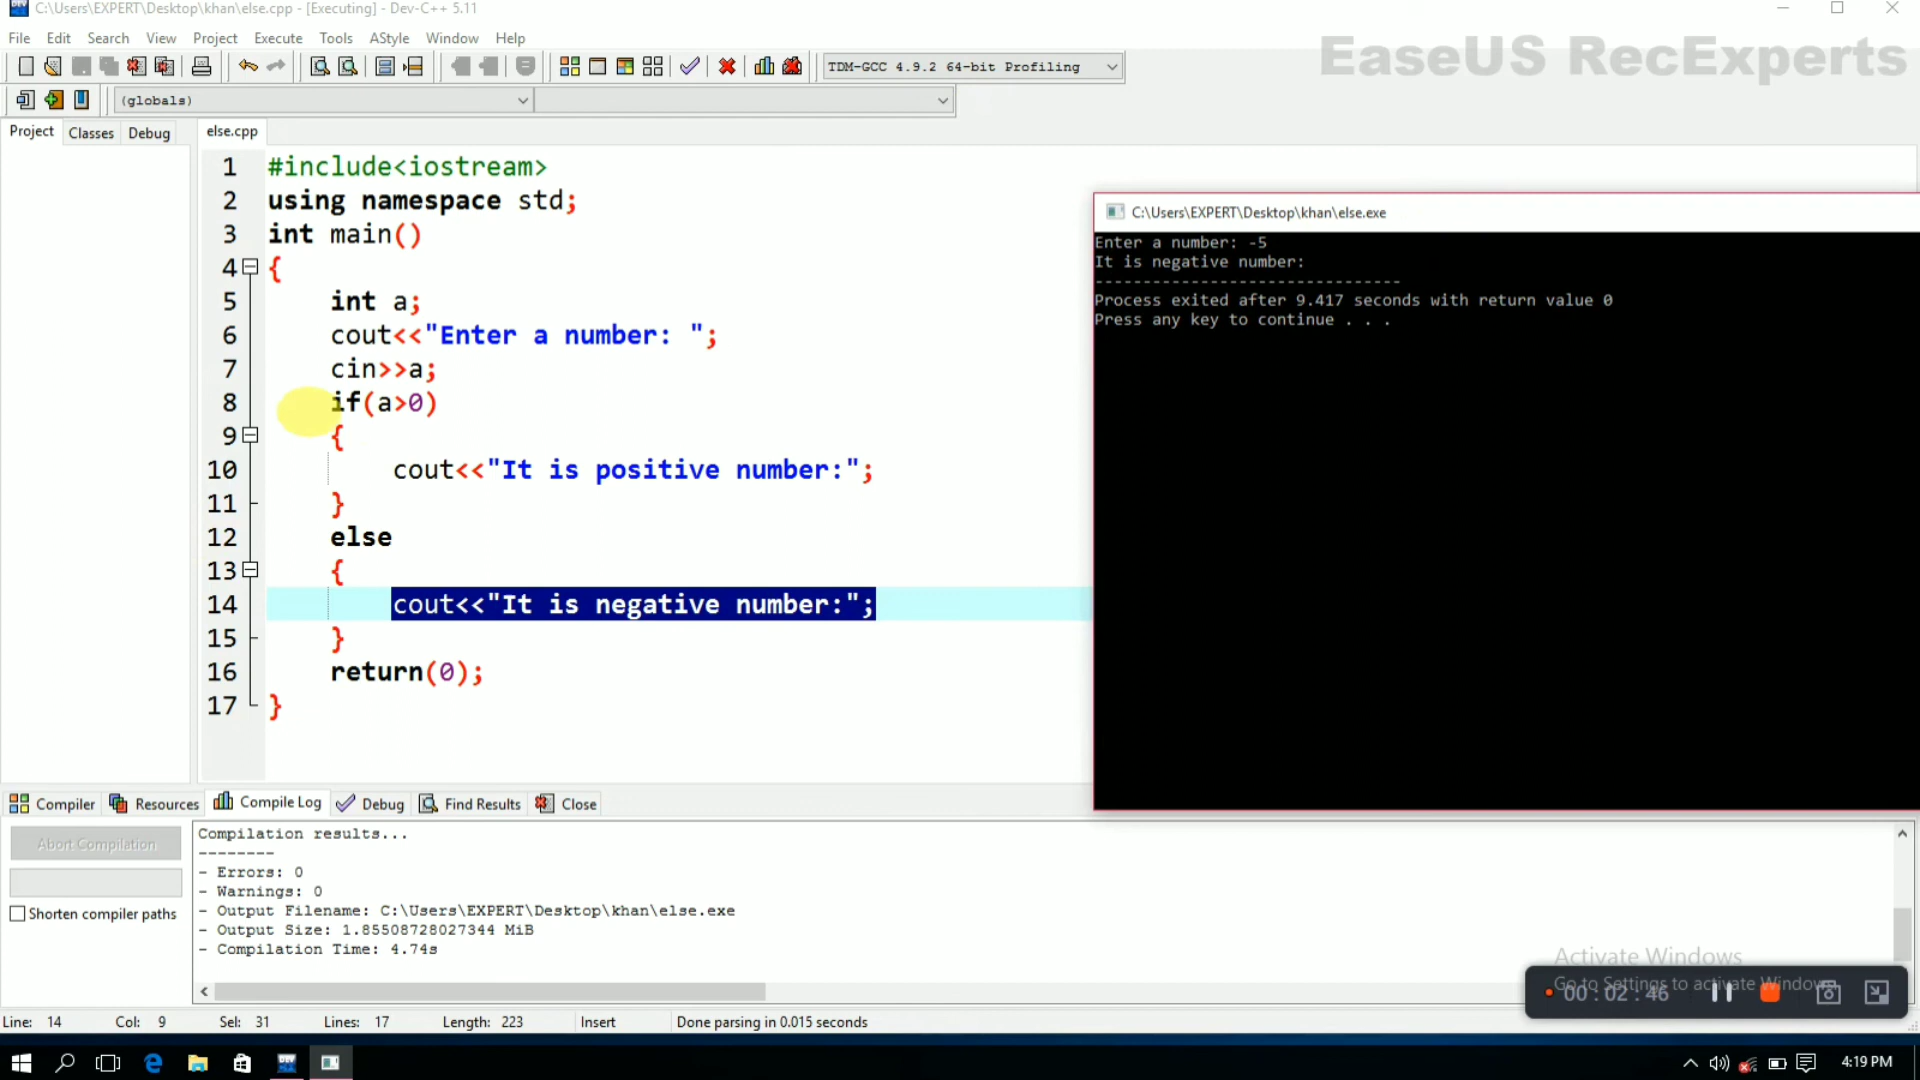 C:\Users\EXPERT\Desktop\khan\else.cpp - [Executing] - Dev-C++ 5.11
File Edit Search View Project Execute Tools AStyle Window Help
EaseUS RecExperts
TDM-GCC 4.9.2 64-bit Profiling
(globals)
Project Classes Debug
else.cpp
1 #include<iostream>
2 using namespace std;
3 int main()
4 {
5 int a;
6 cout<<"Enter a number: ";
7 cin>>a;
8 if(a>0)
9 {
10 cout<<"It is positive number:";
11 }
12 else
13 {
14 cout<<"It is negative number:";
15 }
16 return(0);
17 }
C:\Users\EXPERT\Desktop\khan\else.exe
Enter a number: -5
It is negative number:
--------------------------------
Process exited after 9.417 seconds with return value 0
Press any key to continue . . .
Compiler Resources Compile Log Debug Find Results Close
Abort Compilation
Shorten compiler paths
Compilation results...
--------
- Errors: 0
- Warnings: 0
- Output Filename: C:\Users\EXPERT\Desktop\khan\else.exe
- Output Size: 1.85508728027344 MiB
- Compilation Time: 4.74s
Activate Windows
Go to Settings to activate Windows.
00 : 02 : 46
Line: 14 Col: 9 Sel: 31 Lines: 17 Length: 223 Insert Done parsing in 0.015 seconds
DEV
4:19 PM